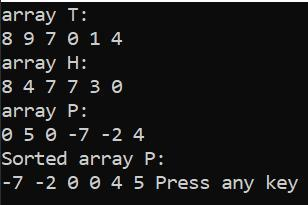 array T:
8 9 7 0 1 4
array H:
8 4 7 7 3 0
array P:
0 5 0 -7 -2 4
Sorted array P:
-7 -2 0 0 4 5 Press any key